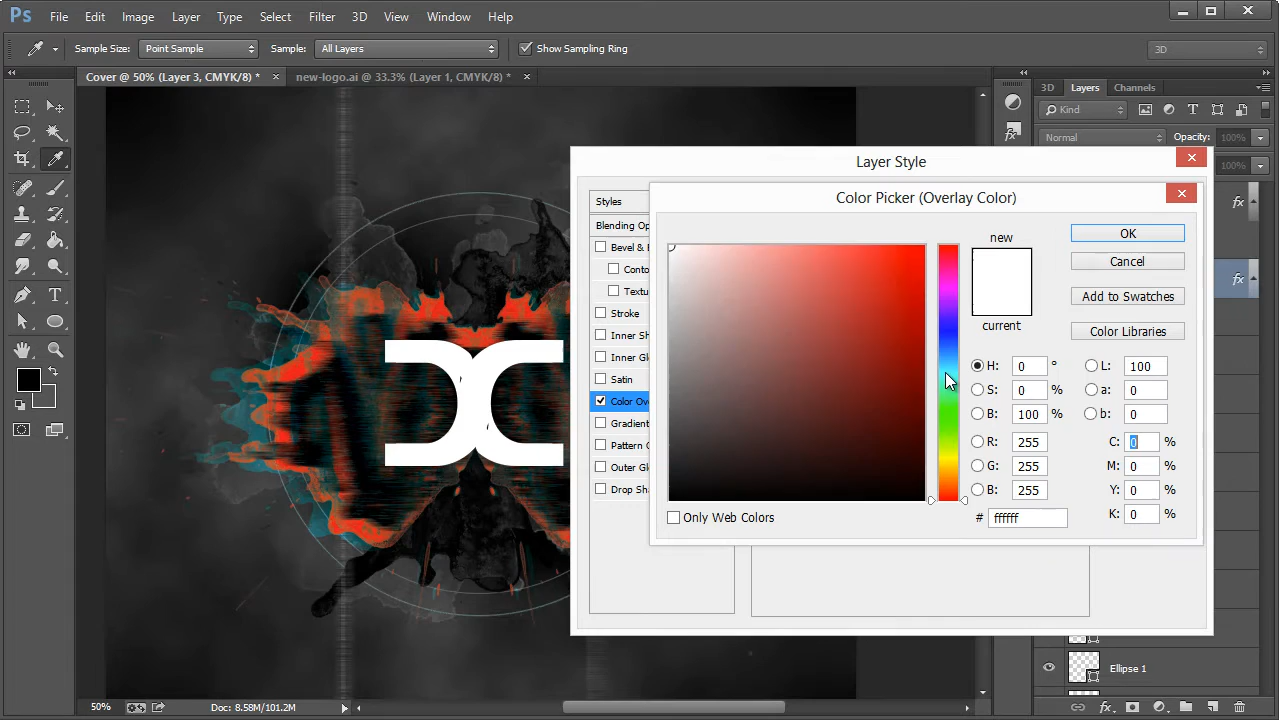 Ps File Edit Image Layer Type Select Filter 3D View Window Help
Sample Size: Point Sample Sample: All Layers Show Sampling Ring 3D
Cover @ 50% (Layer 3, CMYK/8) * × new-logo.ai @ 33.3% (Layer 1, CMYK/8) * ×
3D Layers Channels
Kind
Normal Opacity: 100%
100%
Layer Style
Styles
Blending Op
Bevel & E
Conto
Textu
Stroke
Inner Sh
Inner Glo
Satin
Color Ove
Gradient
Pattern O
Outer Glo
Drop Sha
Color Picker (Overlay Color)
new
current
OK
Cancel
Add to Swatches
Color Libraries
H: 0 °
S: 0 %
B: 100 %
R: 255
G: 255
B: 255
# ffffff
L: 100
a: 0
b: 0
C: 0 %
M: 0 %
Y: 0 %
K: 0 %
Only Web Colors
fx
fx
Ellipse 1
50% Doc: 8.58M/101.2M